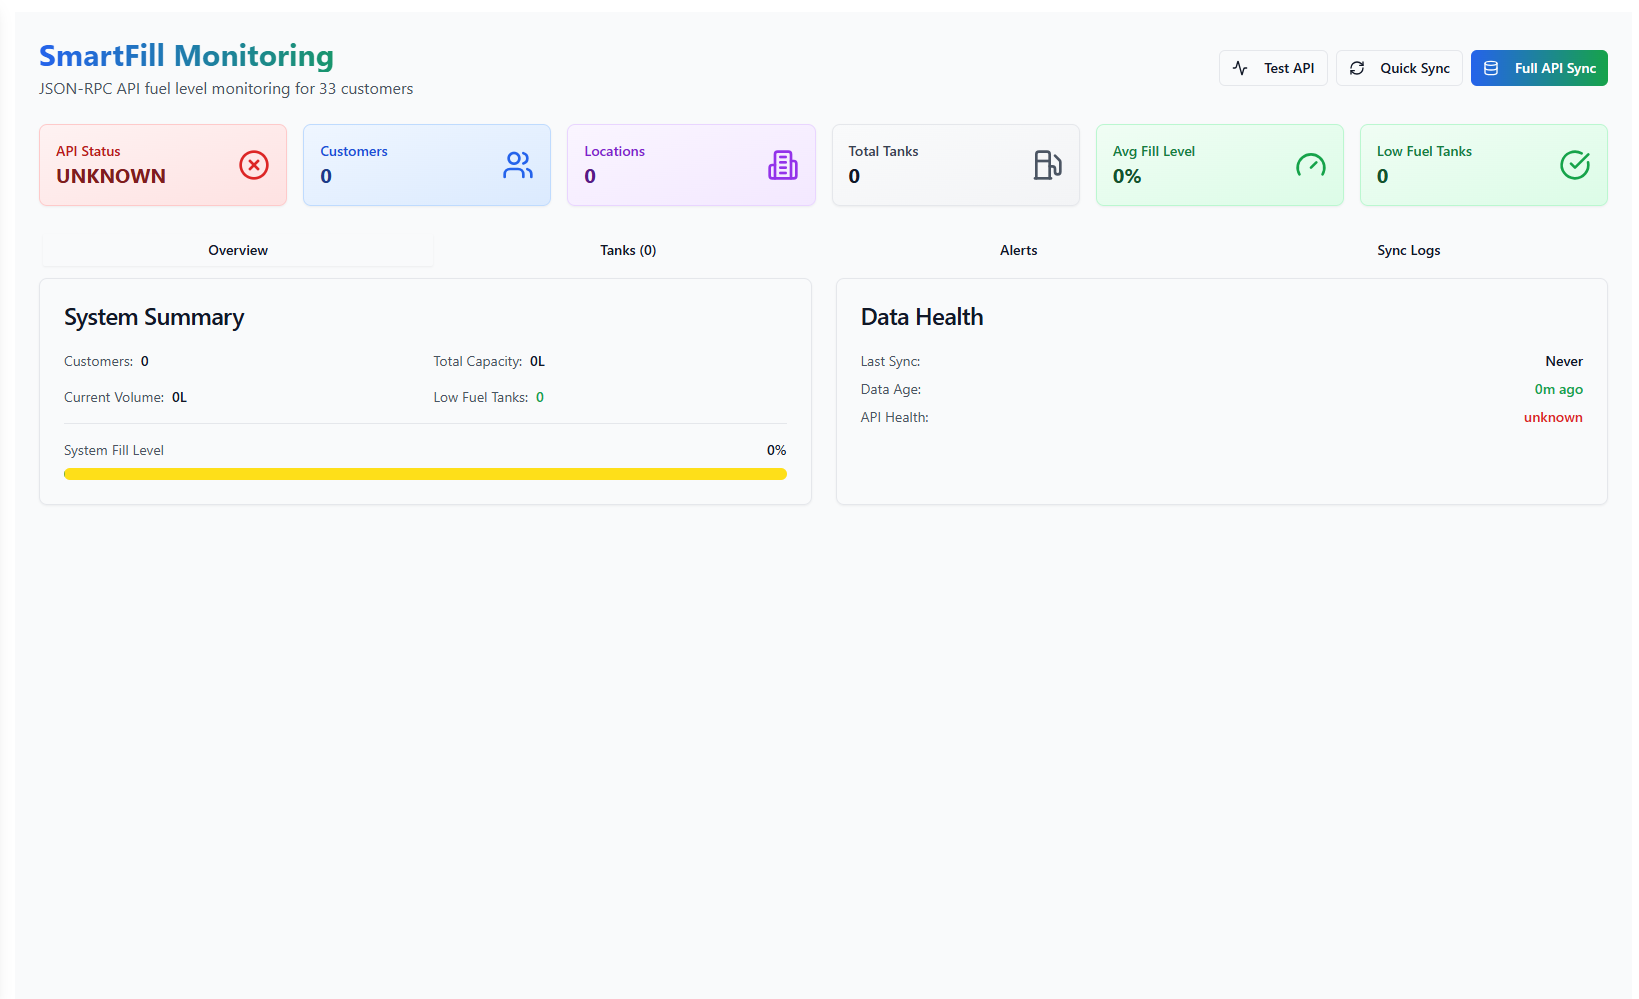 SmartFill Monitoring
JSON-RPC API fuel level monitoring for 33 customers
Test API
Quick Sync
Full API Sync
API Status
UNKNOWN
Customers
0
Locations
0
Total Tanks
0
Avg Fill Level
0%
Low Fuel Tanks
0
Overview
Tanks (0)
Alerts
Sync Logs
System Summary
Customers: 0
Total Capacity: 0L
Current Volume: 0L
Low Fuel Tanks: 0
System Fill Level
0%
Data Health
Last Sync:
Never
Data Age:
0m ago
API Health:
unknown